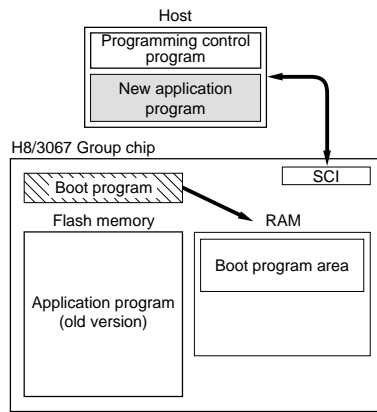 Host
Programming control
program
New application
program
H8/3067 Group chip
SCI
Boot program
Flash memory
RAM
Boot program area
Application program
(old version)